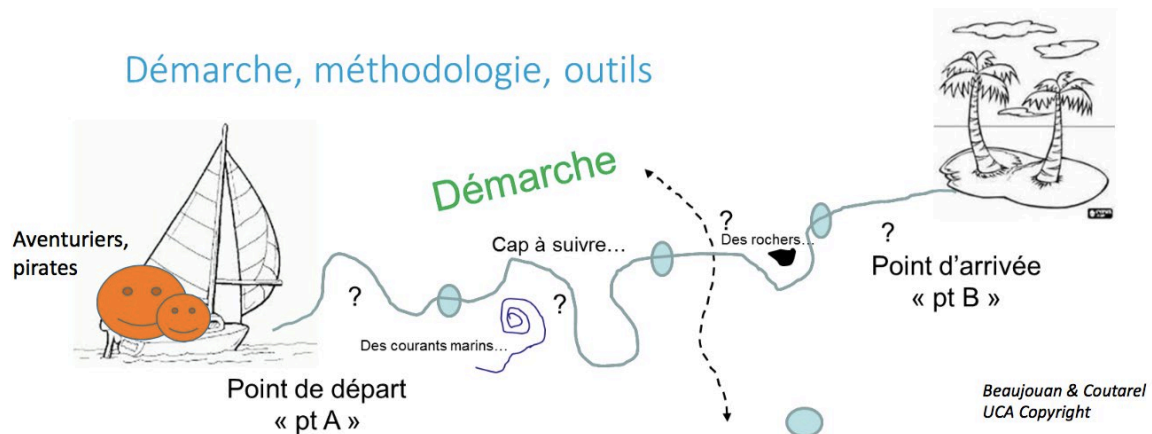 Démarche, méthodologie, outils
Démarche
Aventuriers,
pirates
Cap à suivre…
?
Des rochers…
?
?
?
Des courants marins…
Point d’arrivée
« pt B »
Point de départ
« pt A »
Beaujouan & Coutarel
UCA Copyright